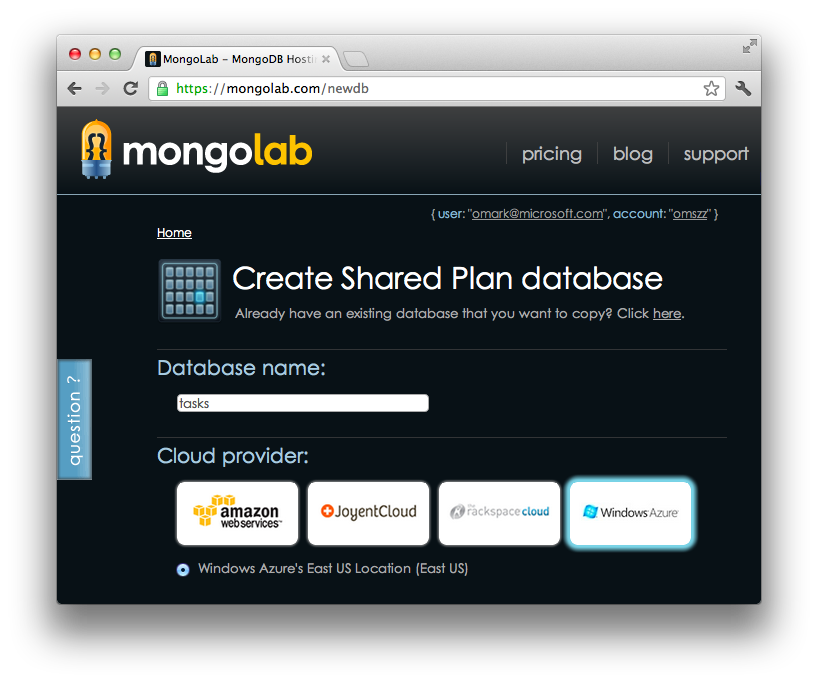 MongoLab – MongoDB Hosti
https://mongolab.com/newdb
mongolab
pricing
blog
support
{ user: "omark@microsoft.com", account: "omszz" }
Home
Create Shared Plan database
Already have an existing database that you want to copy? Click here.
Database name:
tasks
question ?
Cloud provider:
amazon
webservices™
JoyentCloud
the rackspace cloud
Windows Azure™
Windows Azure's East US Location (East US)